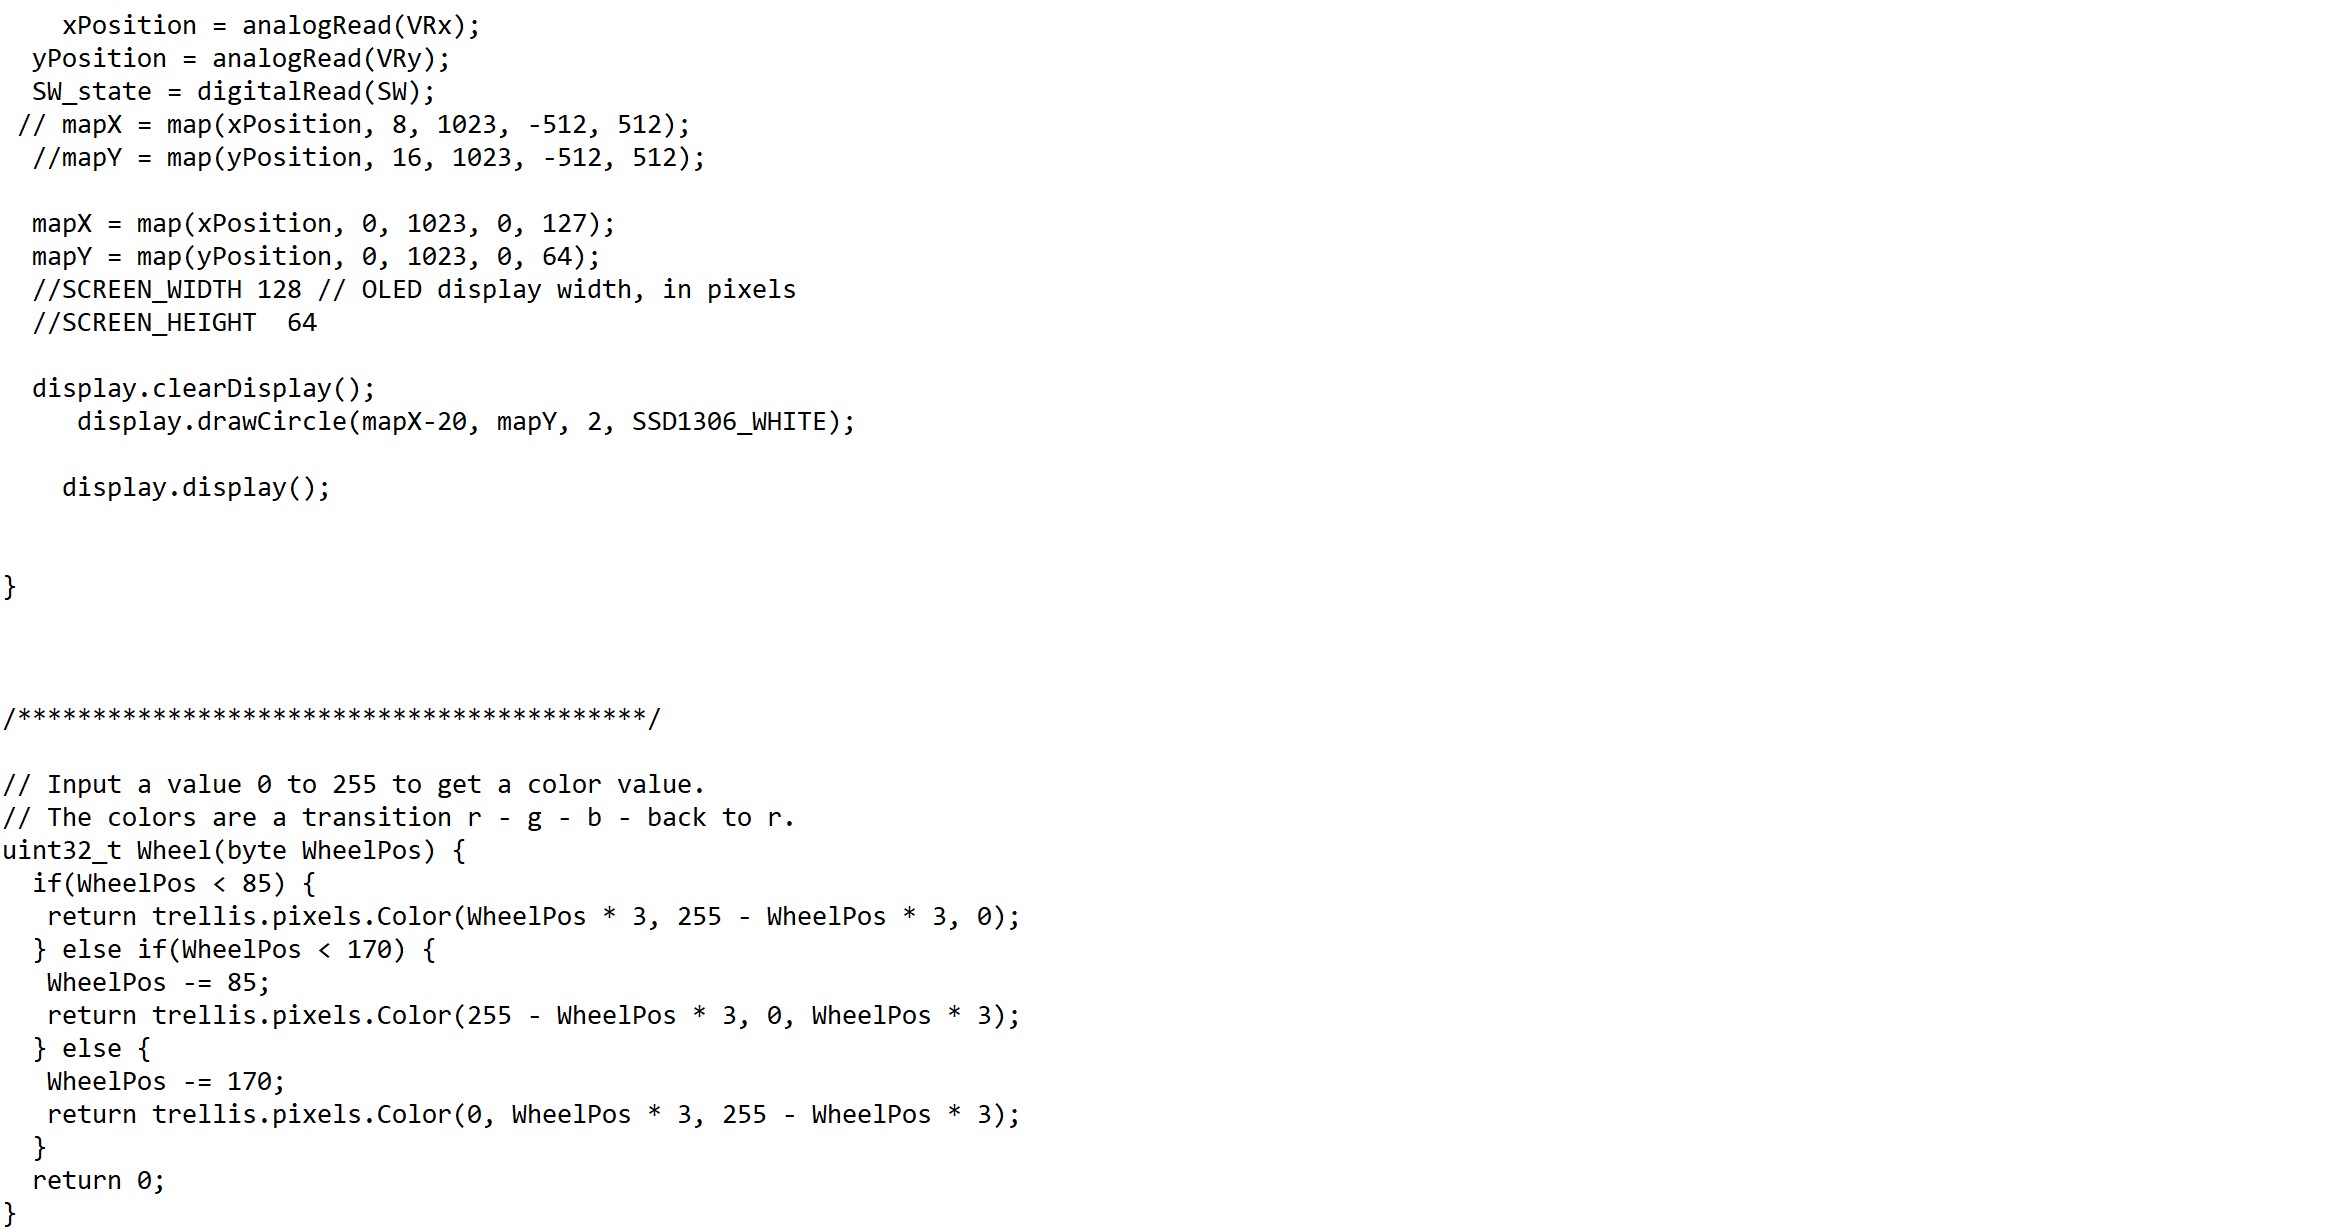 xPosition = analogRead(VRx);
  yPosition = analogRead(VRy);
  SW_state = digitalRead(SW);
 // mapX = map(xPosition, 8, 1023, -512, 512);
  //mapY = map(yPosition, 16, 1023, -512, 512);

  mapX = map(xPosition, 0, 1023, 0, 127);
  mapY = map(yPosition, 0, 1023, 0, 64);
  //SCREEN_WIDTH 128 // OLED display width, in pixels
  //SCREEN_HEIGHT  64

  display.clearDisplay();
     display.drawCircle(mapX-20, mapY, 2, SSD1306_WHITE);

    display.display();


}



/******************************************/

// Input a value 0 to 255 to get a color value.
// The colors are a transition r - g - b - back to r.
uint32_t Wheel(byte WheelPos) {
  if(WheelPos < 85) {
   return trellis.pixels.Color(WheelPos * 3, 255 - WheelPos * 3, 0);
  } else if(WheelPos < 170) {
   WheelPos -= 85;
   return trellis.pixels.Color(255 - WheelPos * 3, 0, WheelPos * 3);
  } else {
   WheelPos -= 170;
   return trellis.pixels.Color(0, WheelPos * 3, 255 - WheelPos * 3);
  }
  return 0;
}